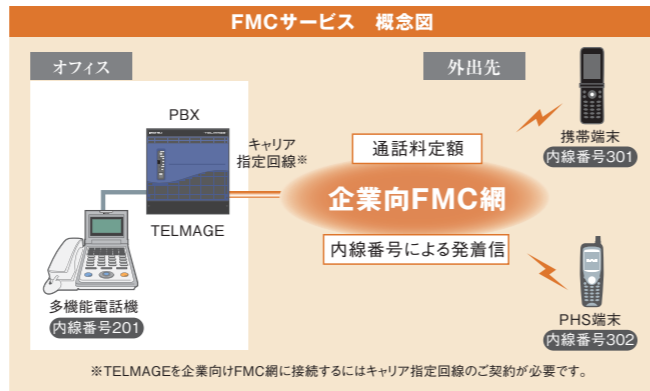 FMCサービス 概念図
オフィス
外出先
PBX
キャリア
指定回線※
TELMAGE
多機能電話機
内線番号201
通話料定額
企業向FMC網
内線番号による発着信
携帯端末
内線番号301
PHS端末
内線番号302
※TELMAGEを企業向けFMC網に接続するにはキャリア指定回線のご契約が必要です。